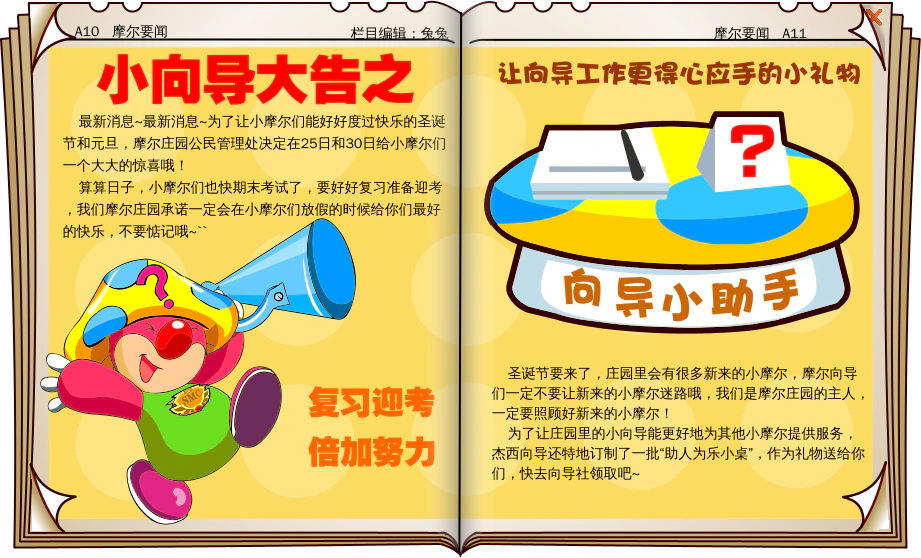 A10 摩尔要闻
栏目编辑：兔兔
小向导大告之
最新消息~最新消息~为了让小摩尔们能好好度过快乐的圣诞
节和元旦，摩尔庄园公民管理处决定在25日和30日给小摩尔们
一个大大的惊喜哦！
算算日子，小摩尔们也快期末考试了，要好好复习准备迎考
，我们摩尔庄园承诺一定会在小摩尔们放假的时候给你们最好
的快乐，不要惦记哦~``
?
SMC
复习迎考
倍加努力
摩尔要闻 A11
让向导工作更得心应手的小礼物
?
向导小助手
圣诞节要来了，庄园里会有很多新来的小摩尔，摩尔向导
们一定不要让新来的小摩尔迷路哦，我们是摩尔庄园的主人，
一定要照顾好新来的小摩尔！
为了让庄园里的小向导能更好地为其他小摩尔提供服务，
杰西向导还特地订制了一批“助人为乐小桌”，作为礼物送给你
们，快去向导社领取吧~